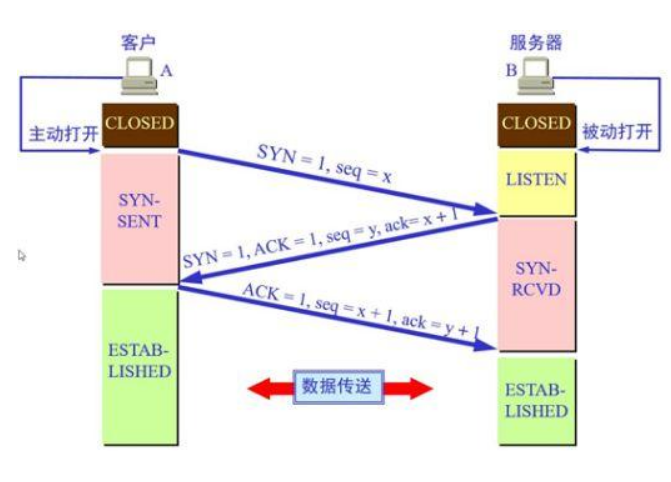 客户
服务器
A
B
CLOSED
CLOSED
主动打开
被动打开
SYN = 1, seq = x
LISTEN
SYN-
SENT
SYN = 1, ACK = 1, seq = y, ack= x + 1
SYN-
RCVD
ACK = 1, seq = x + 1, ack = y + 1
ESTAB-
LISHED
数据传送
ESTAB-
LISHED